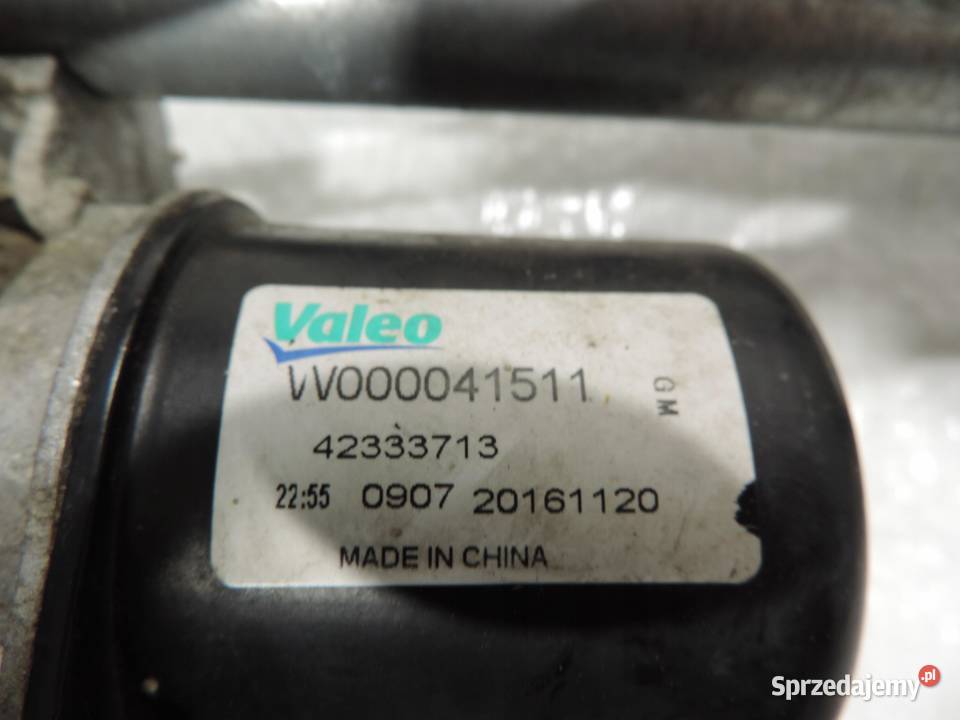 Valeo
W000041511
GM
42333713
22:55 0907 20161120
MADE IN CHINA
Sprzedajemy.pl